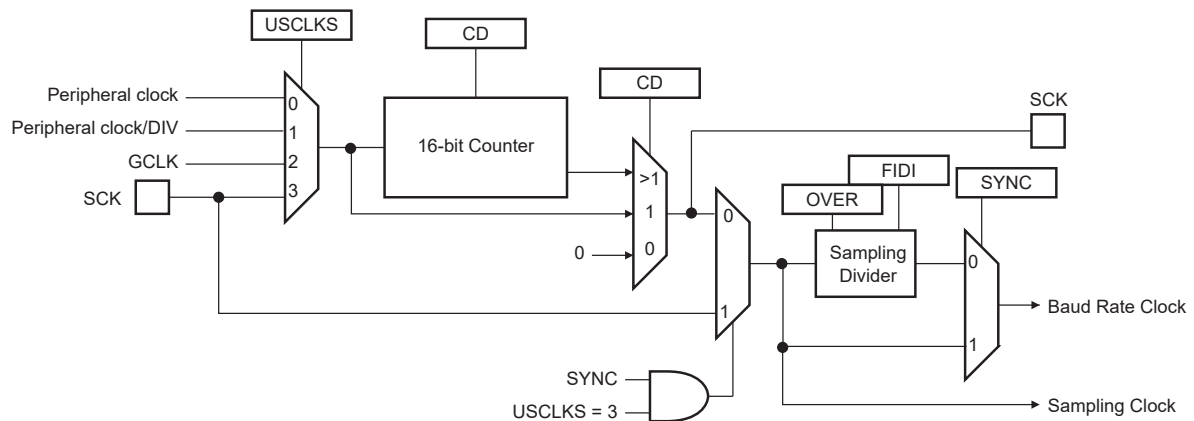 USCLKS
CD
CD
SCK
Peripheral clock
0
Peripheral clock/DIV
1
16-bit Counter
GCLK
2
SCK
3
>1
1
0
0
FIDI
OVER
SYNC
0
Sampling
Divider
0
1
1
Baud Rate Clock
SYNC
USCLKS = 3
Sampling Clock